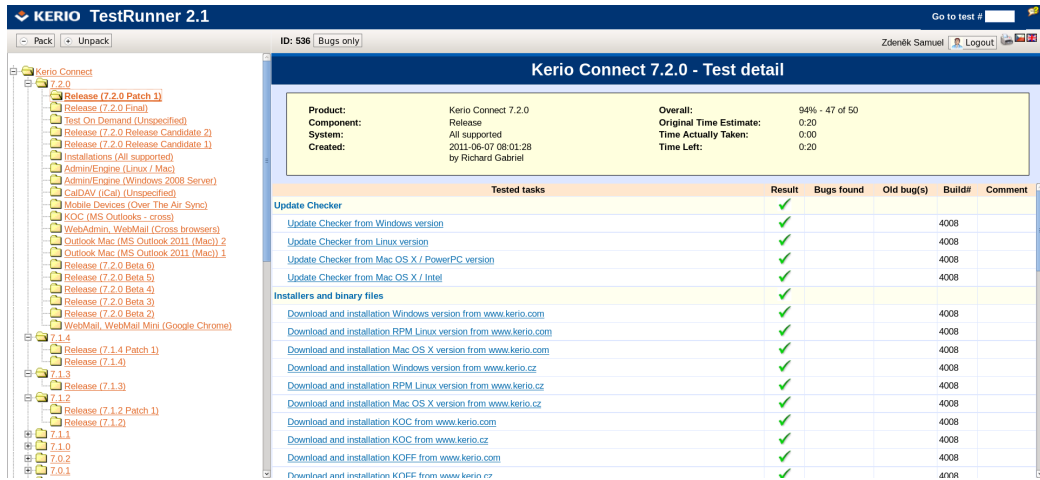 KERIO TestRunner 2.1
Go to test #
Pack Unpack
ID: 536 Bugs only
Zdeněk Samuel Logout
Kerio Connect
7.2.0
Release (7.2.0 Patch 1)
Release (7.2.0 Final)
Test On Demand (Unspecified)
Release (7.2.0 Release Candidate 2)
Release (7.2.0 Release Candidate 1)
Installations (All supported)
Admin/Engine (Linux / Mac)
Admin/Engine (Windows 2008 Server)
CalDAV (iCal) (Unspecified)
Mobile Devices (Over The Air Sync)
KOC (MS Outlooks - cross)
WebAdmin, WebMail (Cross browsers)
Outlook Mac (MS Outlook 2011 (Mac)) 2
Outlook Mac (MS Outlook 2011 (Mac)) 1
Release (7.2.0 Beta 6)
Release (7.2.0 Beta 5)
Release (7.2.0 Beta 4)
Release (7.2.0 Beta 3)
Release (7.2.0 Beta 2)
WebMail, WebMail Mini (Google Chrome)
7.1.4
Release (7.1.4 Patch 1)
Release (7.1.4)
7.1.3
Release (7.1.3)
7.1.2
Release (7.1.2 Patch 1)
Release (7.1.2)
7.1.1
7.1.0
7.0.2
7.0.1
Kerio Connect 7.2.0 - Test detail
Product: Kerio Connect 7.2.0 Overall: 94% - 47 of 50
Component: Release Original Time Estimate: 0:20
System: All supported Time Actually Taken: 0:00
Created: 2011-06-07 08:01:28 Time Left: 0:20
by Richard Gabriel
Tested tasks Result Bugs found Old bug(s) Build# Comment
Update Checker
Update Checker from Windows version 4008
Update Checker from Linux version 4008
Update Checker from Mac OS X / PowerPC version 4008
Update Checker from Mac OS X / Intel 4008
Installers and binary files
Download and installation Windows version from www.kerio.com 4008
Download and installation RPM Linux version from www.kerio.com 4008
Download and installation Mac OS X version from www.kerio.com 4008
Download and installation Windows version from www.kerio.cz 4008
Download and installation RPM Linux version from www.kerio.cz 4008
Download and installation Mac OS X version from www.kerio.cz 4008
Download and installation KOC from www.kerio.com 4008
Download and installation KOC from www.kerio.cz 4008
Download and installation KOFF from www.kerio.com 4008
Download and installation KOFF from www.kerio.cz 4008